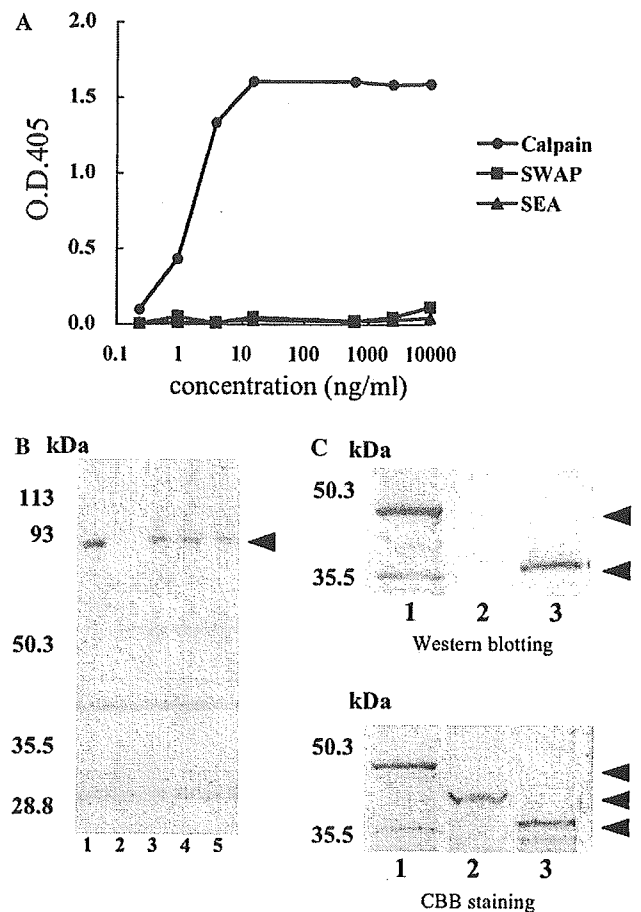 A
O.D.405
2.0
1.5
1.0
0.5
0.0
0.1 1 10 100 1000 10000
concentration (ng/ml)
Calpain
SWAP
SEA
B kDa
113
93
50.3
35.5
28.8
1 2 3 4 5
C kDa
50.3
35.5
1 2 3
Western blotting
kDa
50.3
35.5
1 2 3
CBB staining